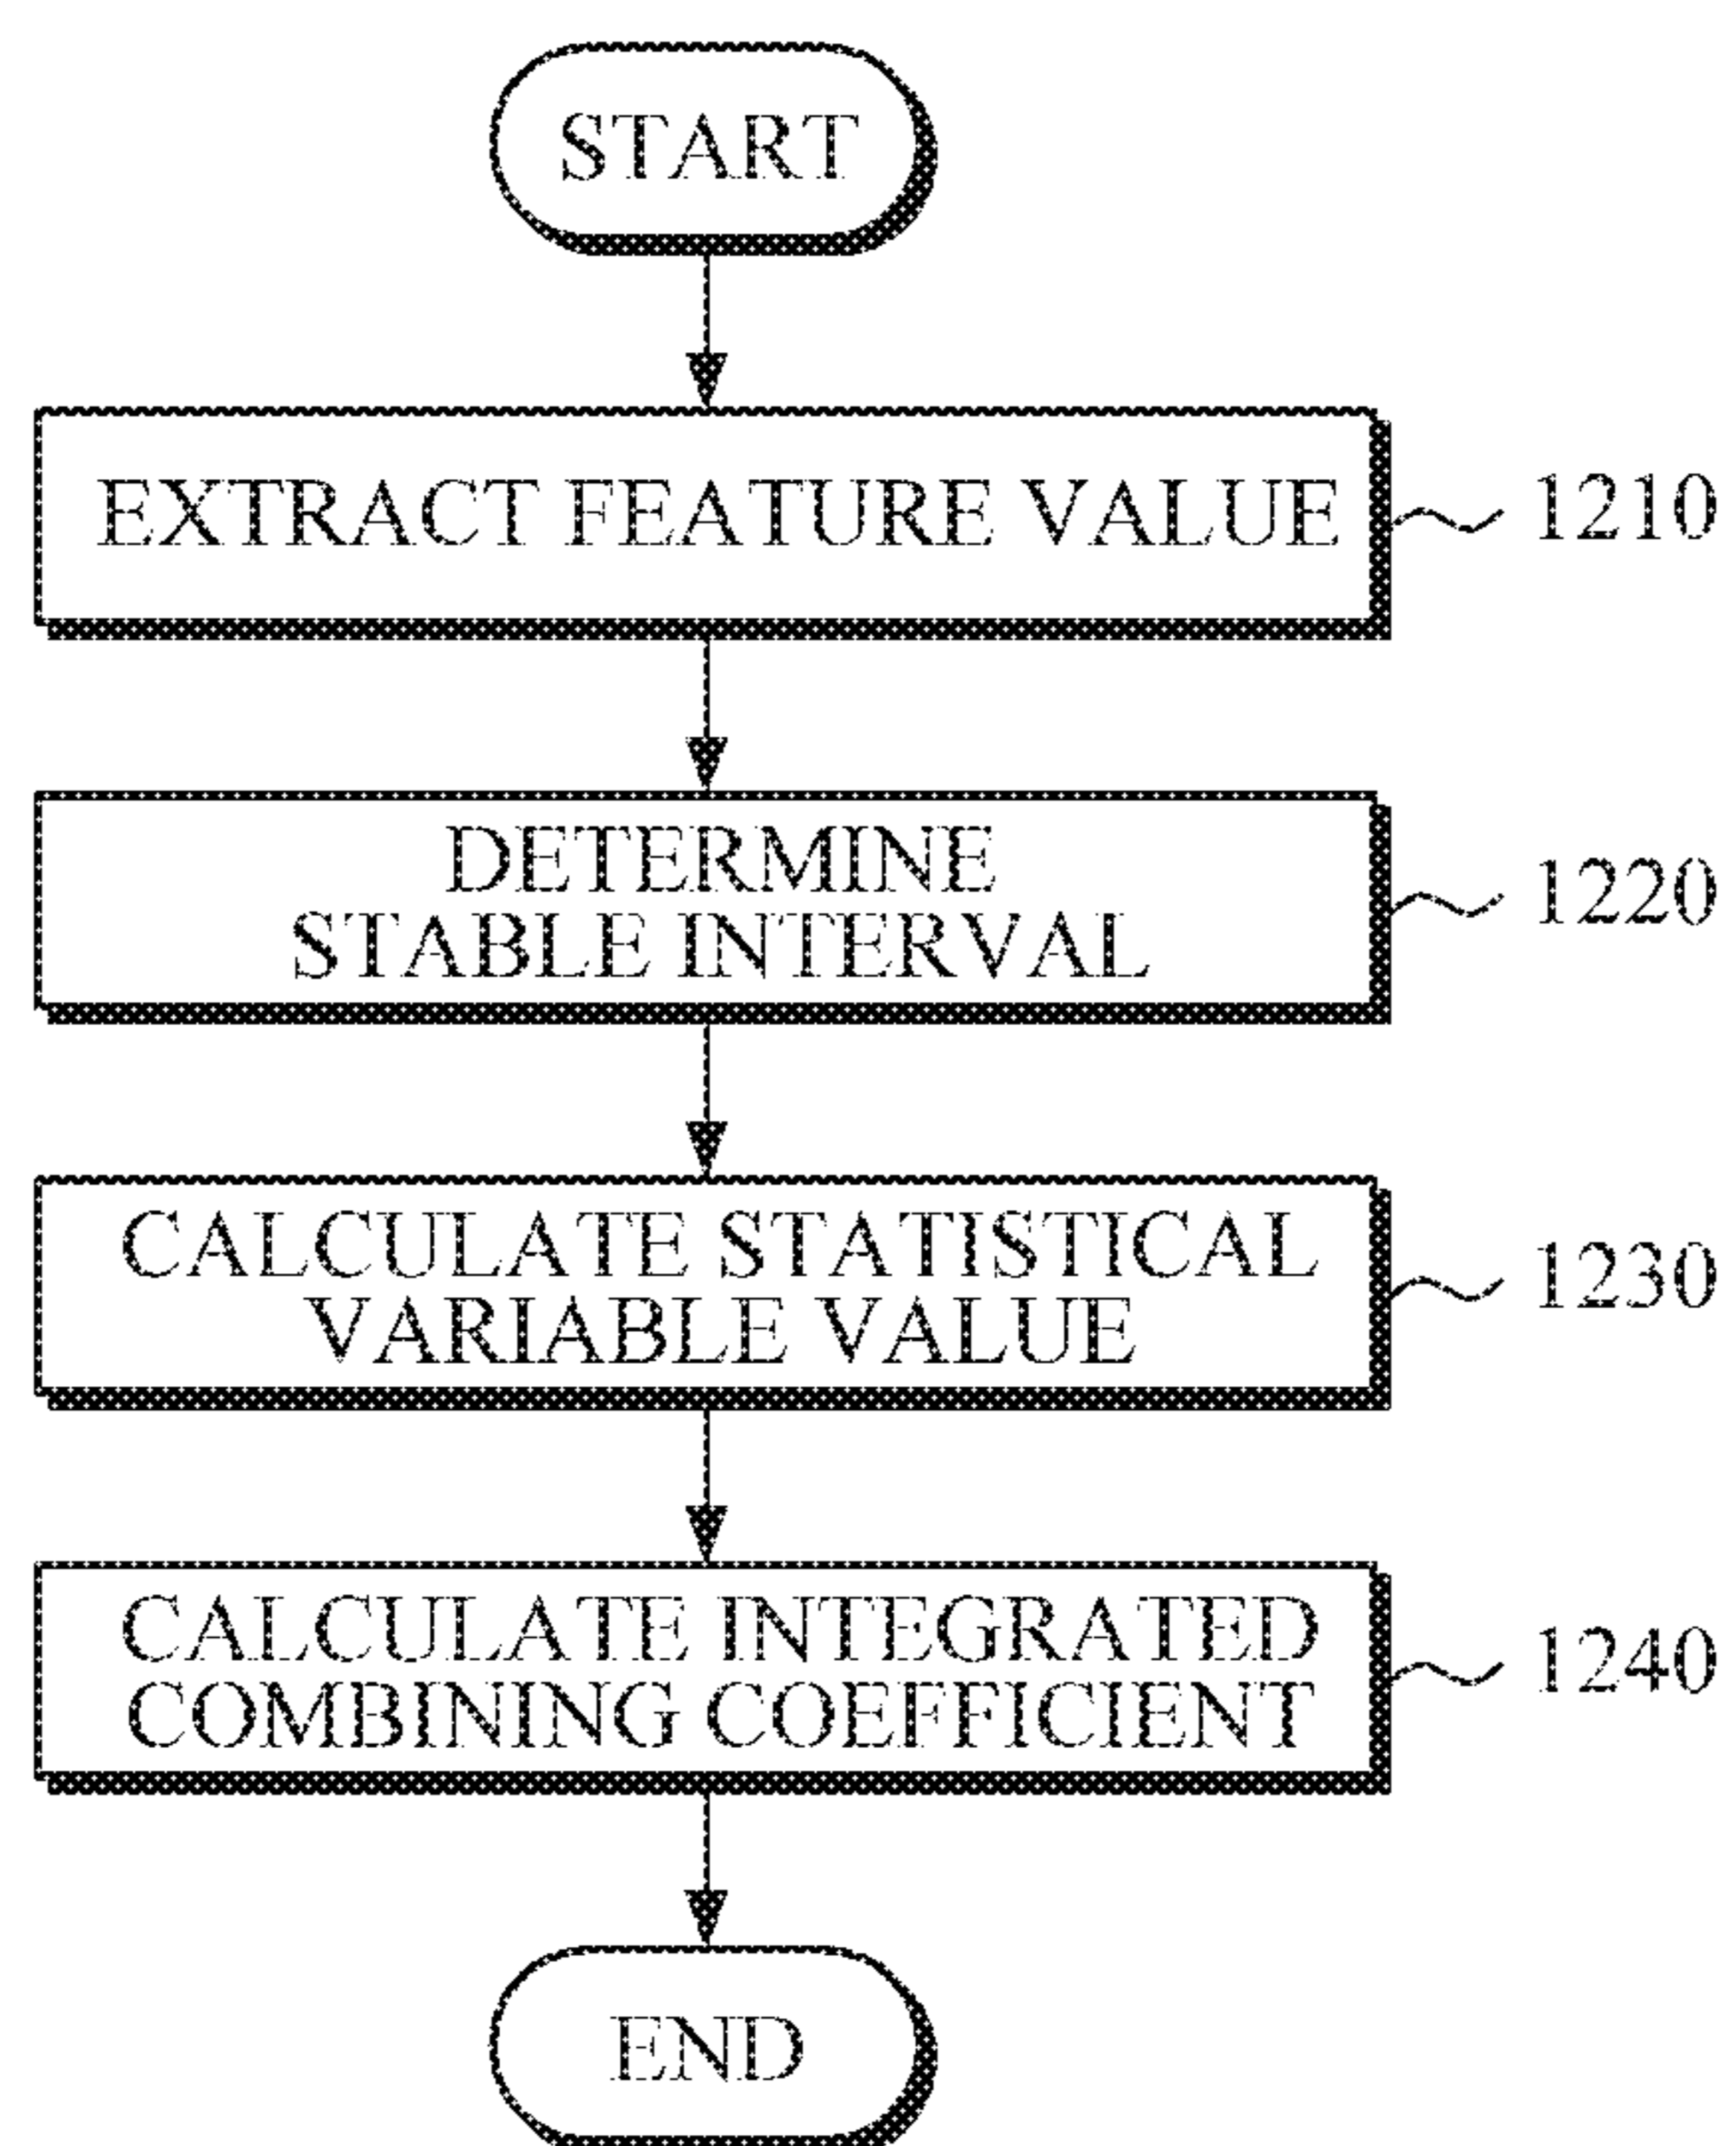 START
EXTRACT FEATURE VALUE
1210
DETERMINE
STABLE INTERVAL
1220
CALCULATE STATISTICAL
VARIABLE VALUE
1230
CALCULATE INTEGRATED
COMBINING COEFFICIENT
1240
END